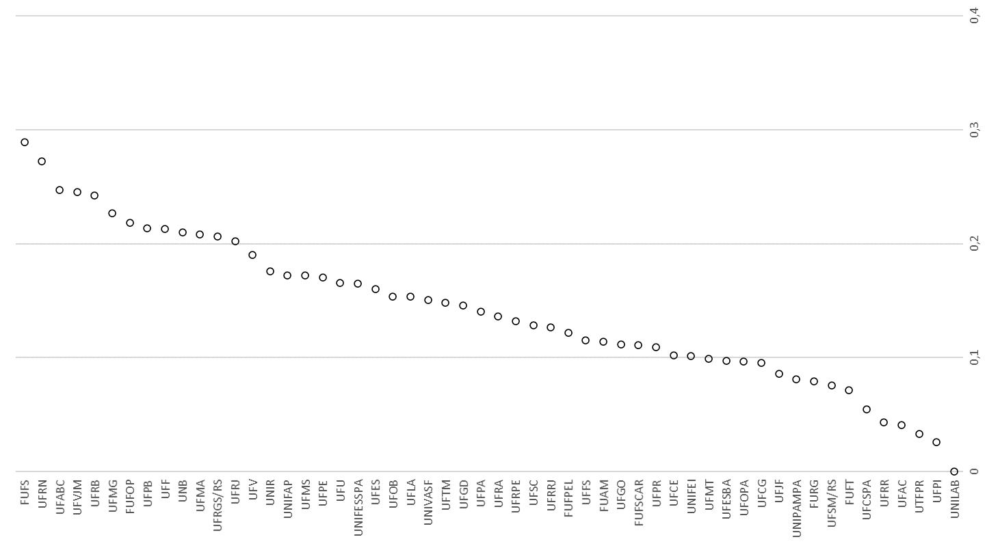 0,4
0,3
0,2
0,1
0
FUFS
UFRN
UFABC
UFVJM
UFRB
UFMG
FUFOP
UFPB
UFF
UNB
UFMA
UFRGS/RS
UFRJ
UFV
UNIR
UNIFAP
UFMS
UFPE
UFU
UNIFESSPA
UFES
UFOB
UFLA
UNIVASF
UFTM
UFGD
UFPA
UFRA
UFRPE
UFSC
UFRRJ
FUFPEL
UFFS
FUAM
UFGO
FUFSCAR
UFPR
UFCE
UNIFEI
UFMT
UFESBA
UFOPA
UFCG
UFJF
UNIPAMPA
FURG
UFSM/RS
FUFT
UFCSPA
UFRR
UFAC
UTFPR
UFPI
UNILAB